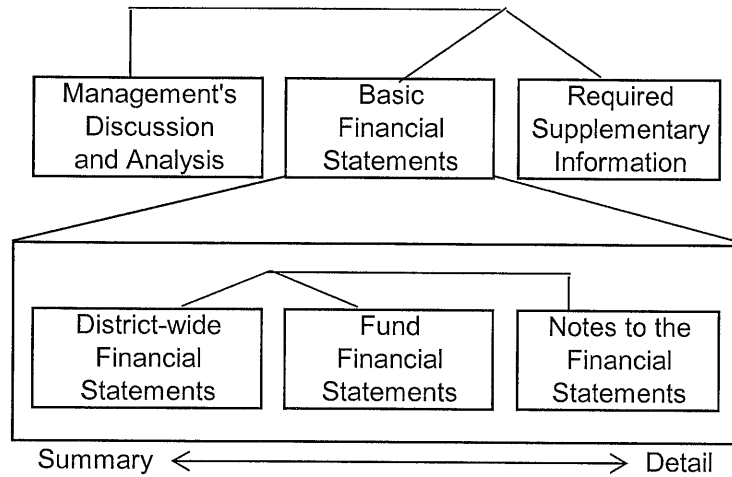 Management's
Discussion
and Analysis
Basic
Financial
Statements
Required
Supplementary
Information
District-wide
Financial
Statements
Fund
Financial
Statements
Notes to the
Financial
Statements
Summary
Detail